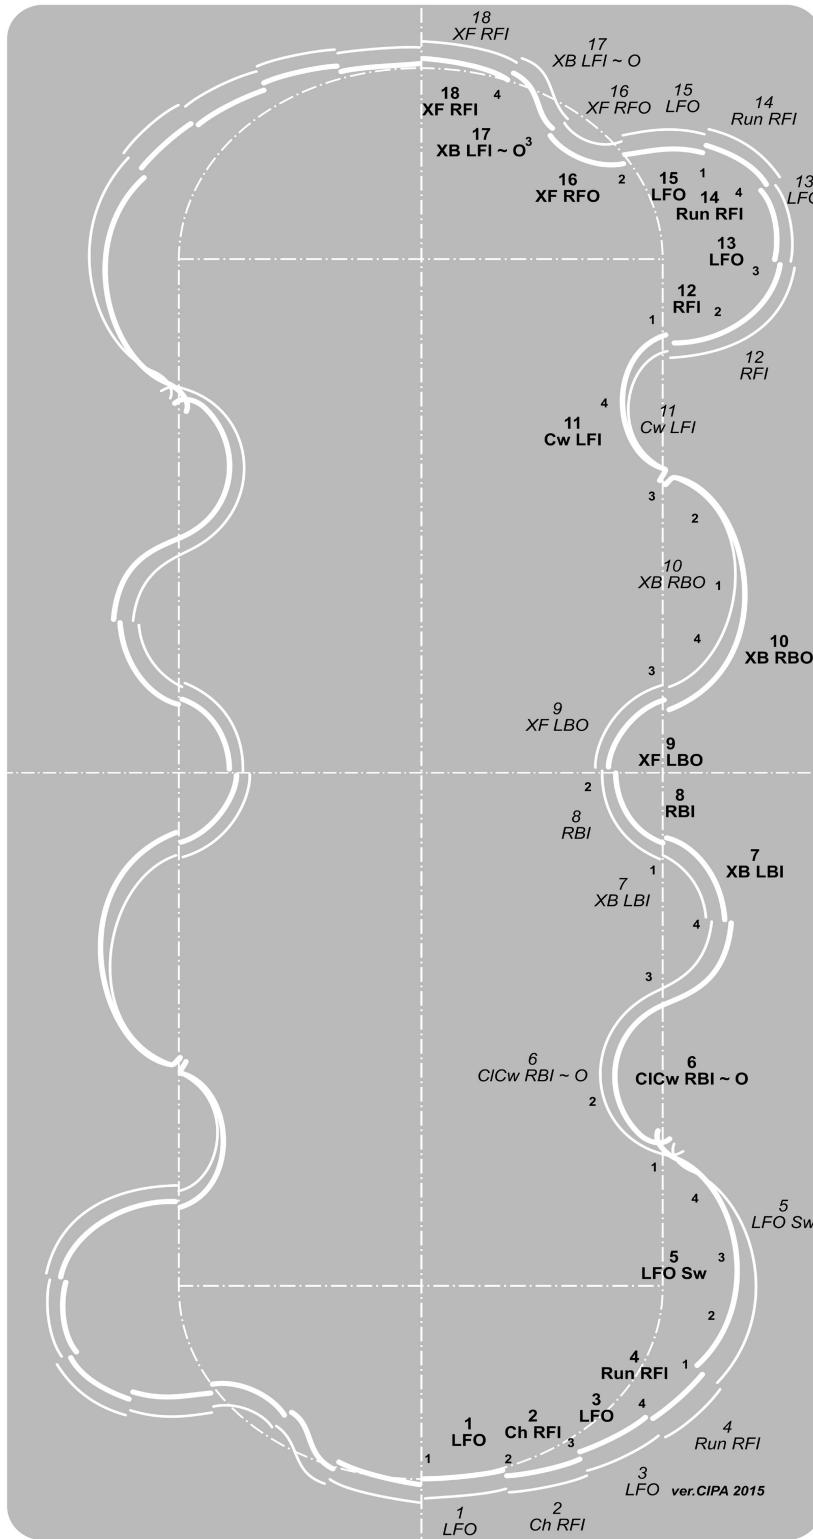 18
XF RFI
17
XB LFI ~ O
16
XF RFO
15
LFO
14
Run RFI
13
LFO
18
XF RFI
4
17
XB LFI ~ O
3
16
XF RFO
2
15
LFO
1
14
Run RFI
4
13
LFO
3
12
RFI
2
1
12
RFI
4
11
Cw LFI
11
Cw LFI
3
2
10
XB RBO
1
4
10
XB RBO
3
9
XF LBO
9
XF LBO
2
8
RBI
8
RBI
7
XB LBI
1
7
XB LBI
4
3
6
ClCw RBI ~ O
6
ClCw RBI ~ O
2
1
4
5
LFO Sw
5
LFO Sw
3
2
4
Run RFI
1
3
LFO
4
2
Ch RFI
3
1
LFO
1
2
4
Run RFI
3
LFO
ver.CIPA 2015
2
Ch RFI
1
LFO